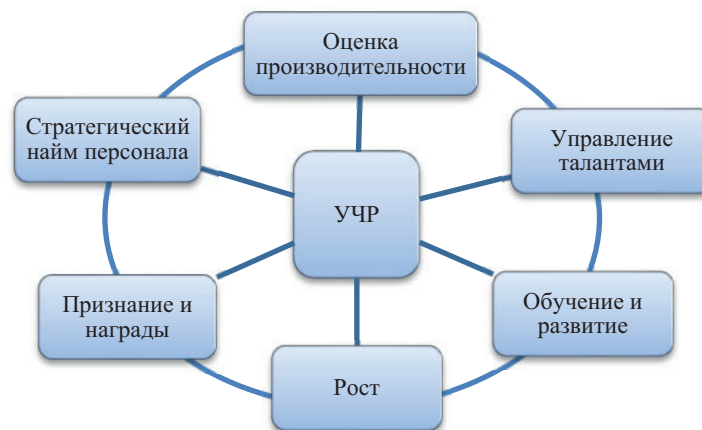 Оценка
производительности
Стратегический
найм персонала
Управление
талантами
УЧР
Признание и
награды
Обучение и
развитие
Рост